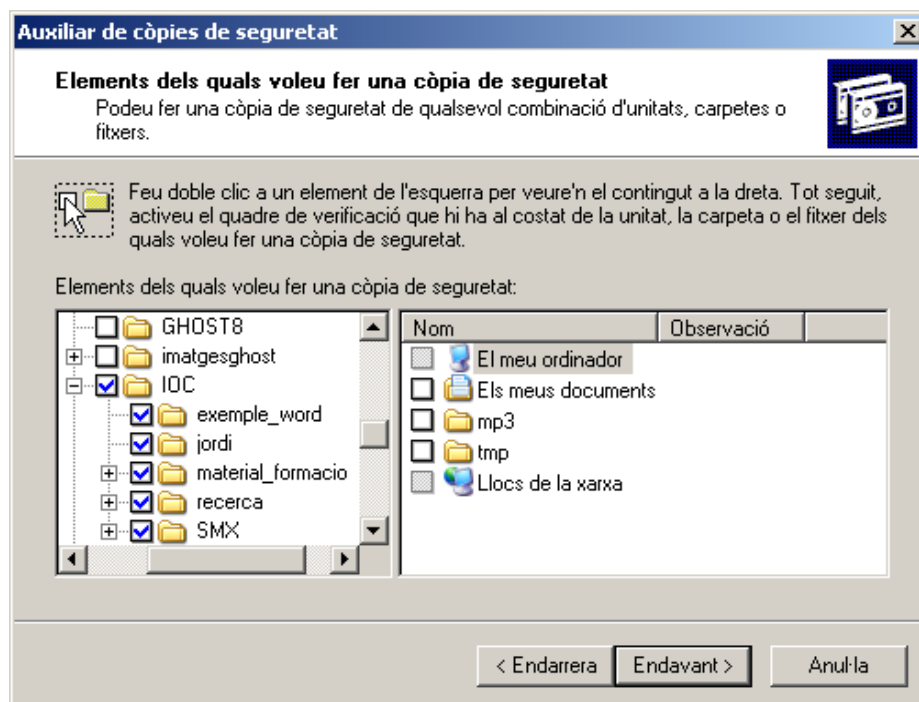 Auxiliar de còpies de seguretat
Elements dels quals voleu fer una còpia de seguretat
Podeu fer una còpia de seguretat de qualsevol combinació d'unitats, carpetes o
fitxers.
Feu doble clic a un element de l'esquerra per veure'n el contingut a la dreta. Tot seguit,
activeu el quadre de verificació que hi ha al costat de la unitat, la carpeta o el fitxer dels
quals voleu fer una còpia de seguretat.
Elements dels quals voleu fer una còpia de seguretat:
GHOST8
imatgesghost
IOC
exemple_word
jordi
material_formacio
recerca
SMX
Nom Observació
El meu ordinador
Els meus documents
mp3
tmp
Llocs de la xarxa
< Endarrera Endavant > Anul·la